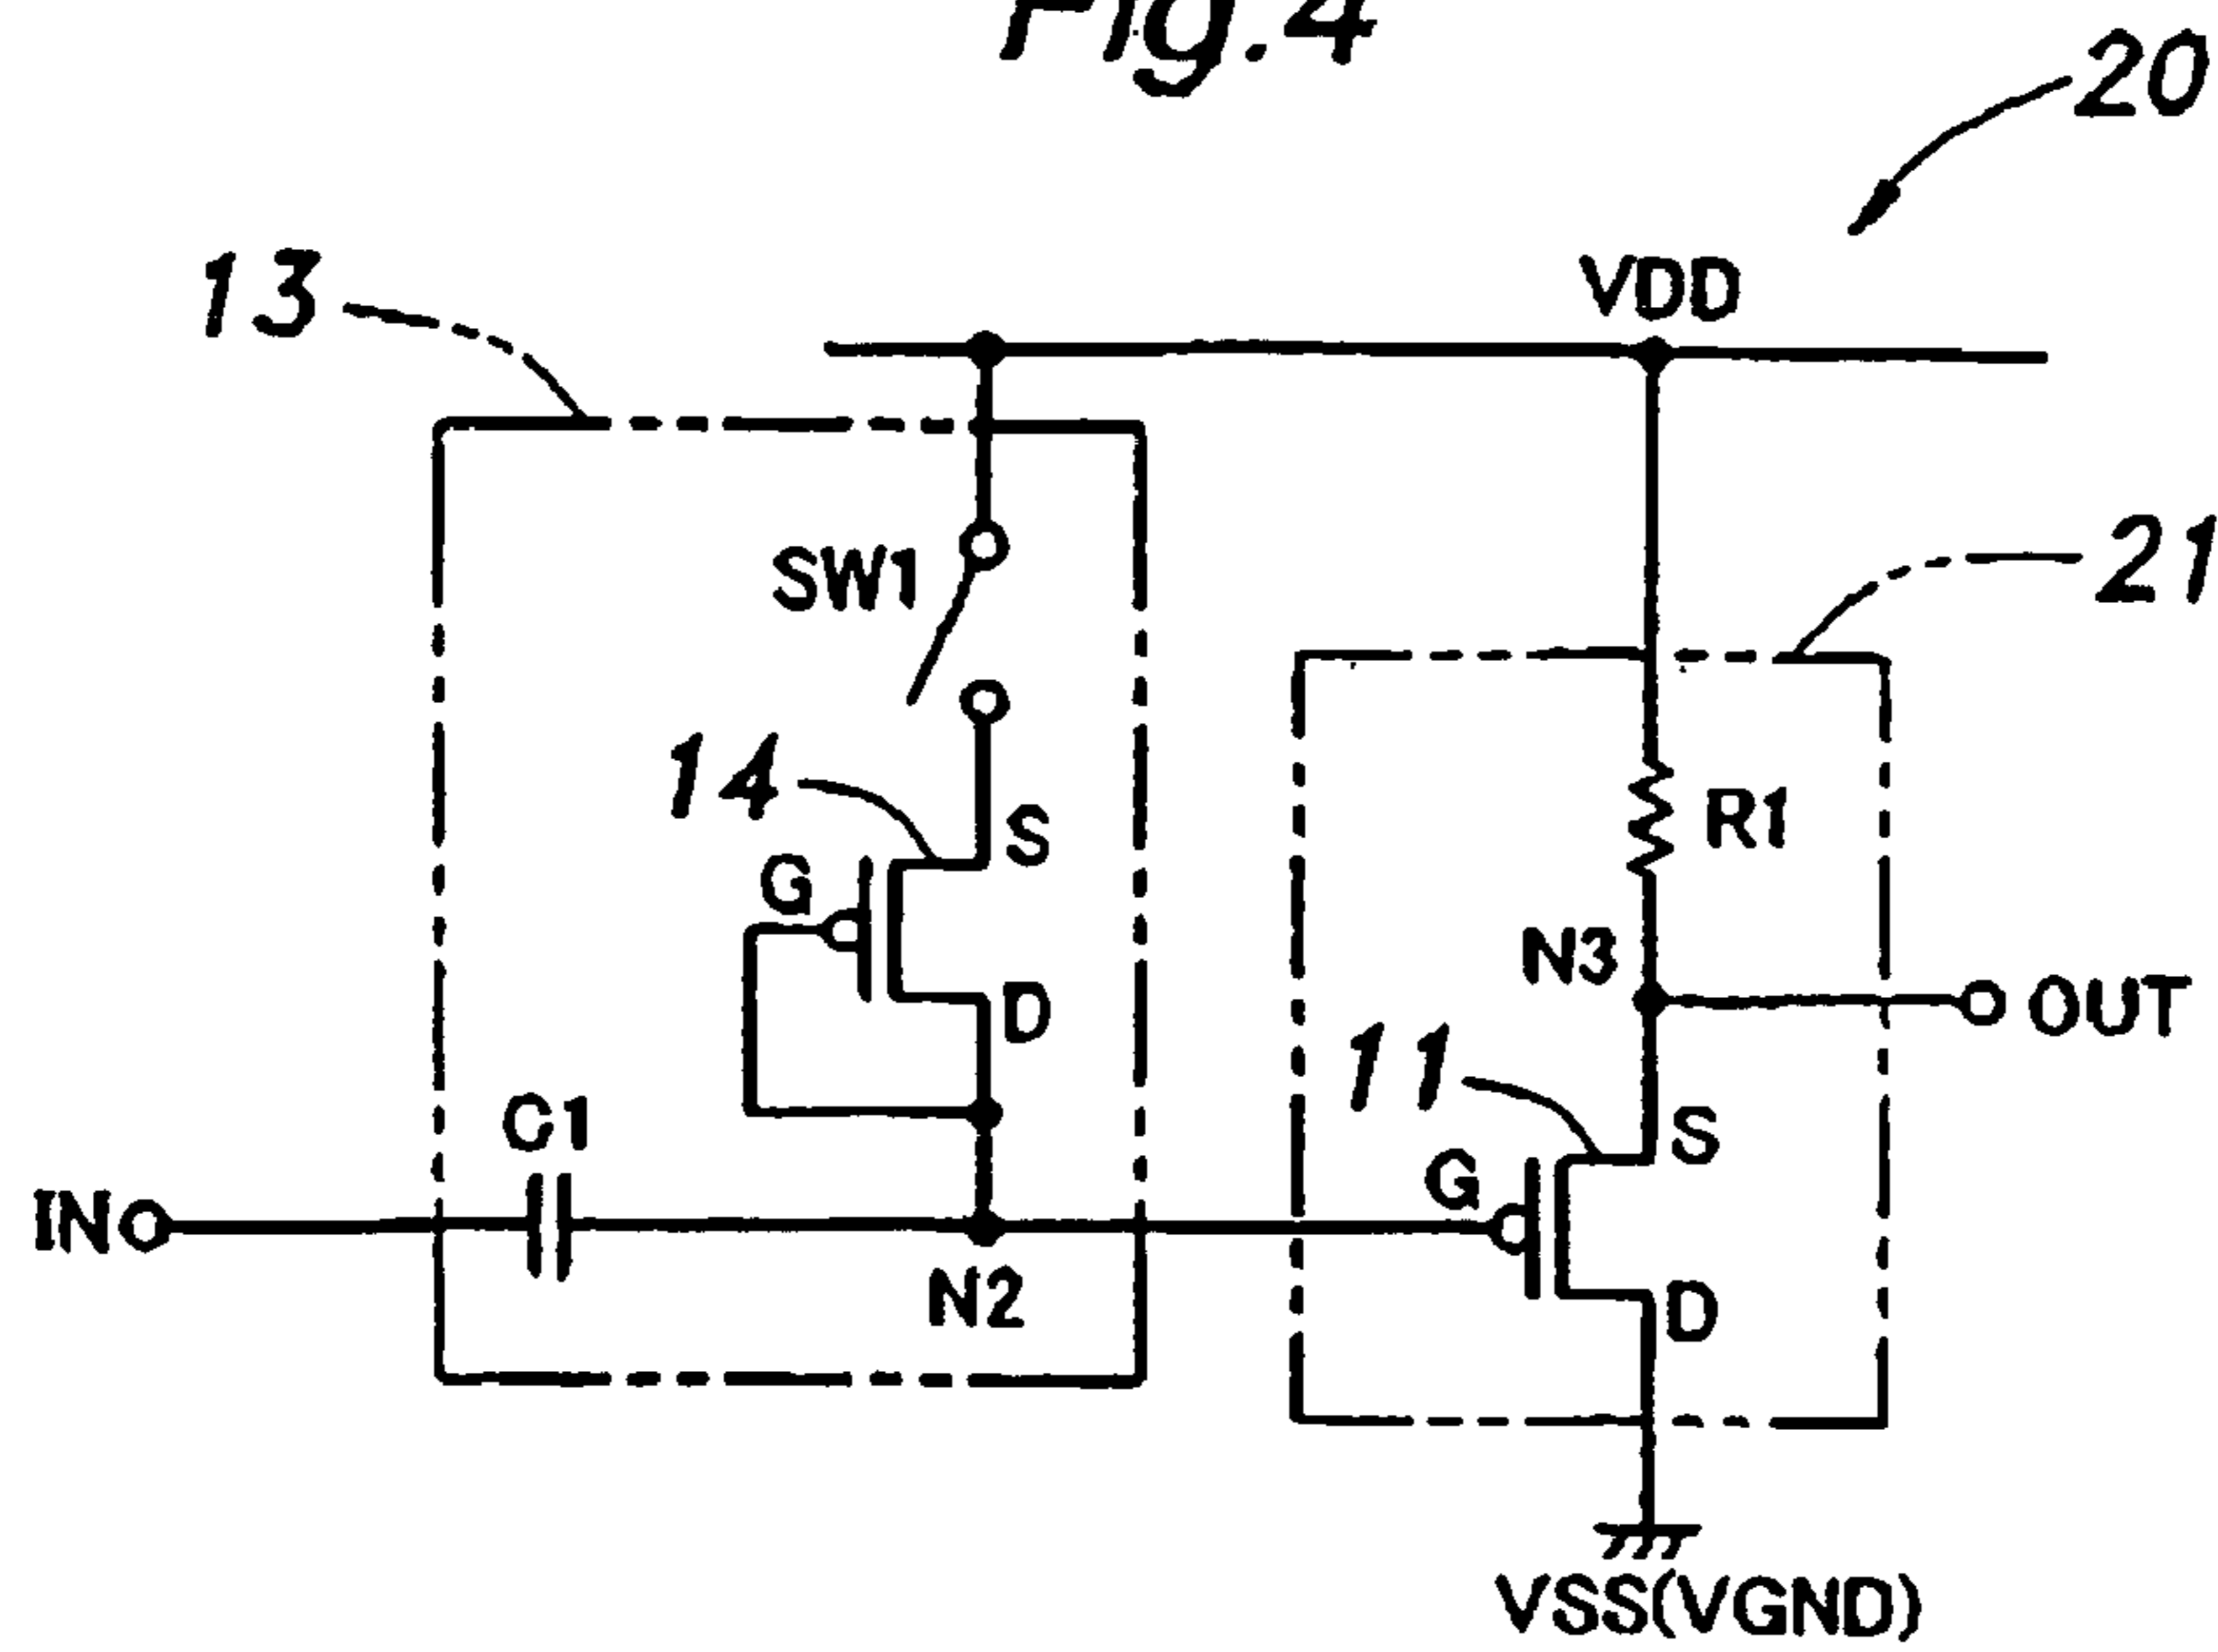 Fig.4
20
13
VDD
SW1
21
14
S
R1
G
N3
D
OUT
11
C1
S
G
IN
N2
D
VSS(VGND)